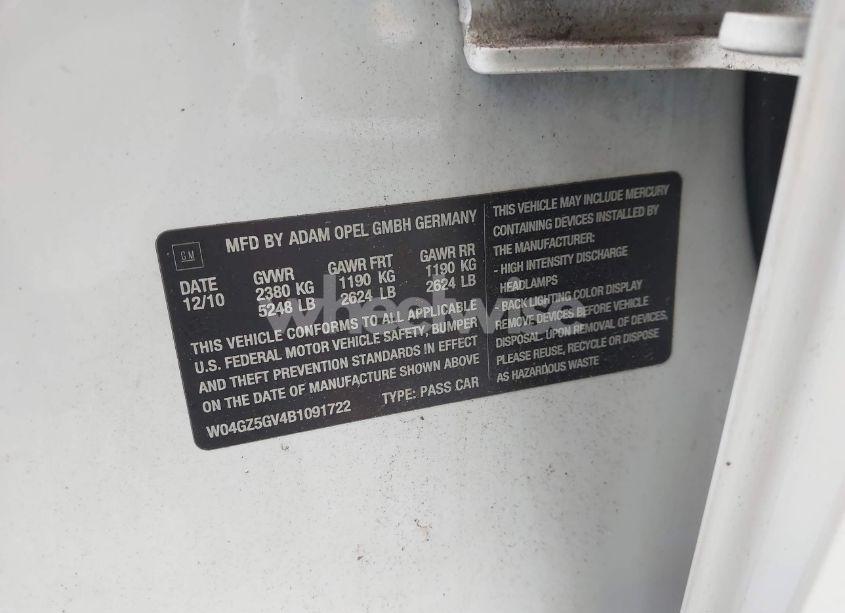 GM
MFD BY ADAM OPEL GMBH GERMANY
DATE GVWR GAWR FRT GAWR RR
12/10 2380 KG 1190 KG 1190 KG
5248 LB 2624 LB 2624 LB
THIS VEHICLE CONFORMS TO ALL APPLICABLE
U.S. FEDERAL MOTOR VEHICLE SAFETY, BUMPER
AND THEFT PREVENTION STANDARDS IN EFFECT
ON THE DATE OF MANUFACTURE SHOWN ABOVE
W04GZ5GV4B1091722 TYPE: PASS CAR
THIS VEHICLE MAY INCLUDE MERCURY
CONTAINING DEVICES INSTALLED BY
THE MANUFACTURER:
- HIGH INTENSITY DISCHARGE
HEADLAMPS
- BACK LIGHTING COLOR DISPLAY
REMOVE DEVICES BEFORE VEHICLE
DISPOSAL. UPON REMOVAL OF DEVICES,
PLEASE REUSE, RECYCLE OR DISPOSE
AS HAZARDOUS WASTE
wheelwise